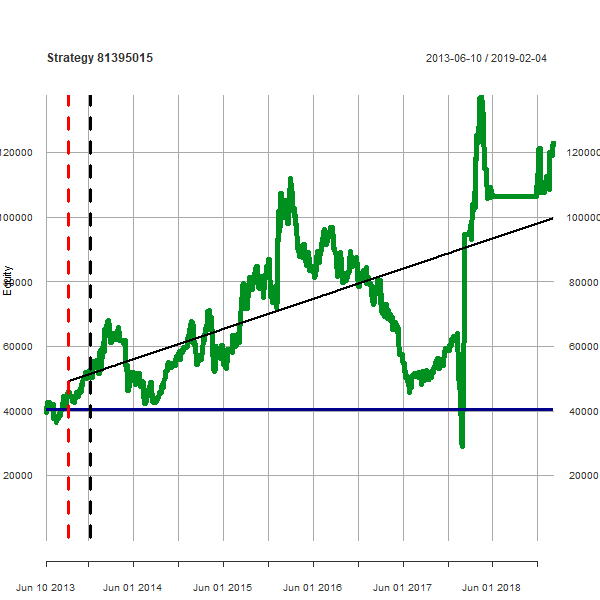 Strategy 81395015
2013-06-10 / 2019-02-04
120000
120000
100000
100000
Equity
80000
80000
60000
60000
40000
40000
20000
20000
Jun 10 2013
Jun 01 2014
Jun 01 2015
Jun 01 2016
Jun 01 2017
Jun 01 2018